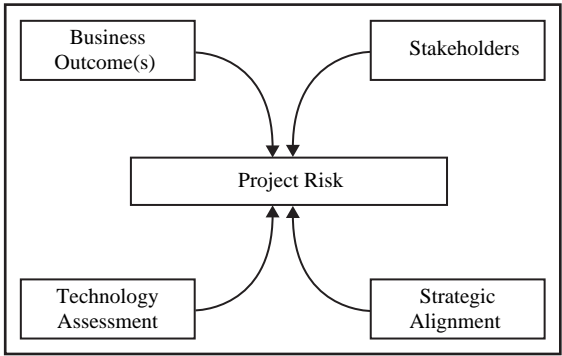 Business
Outcome(s)
Stakeholders
Project Risk
Technology
Assessment
Strategic
Alignment